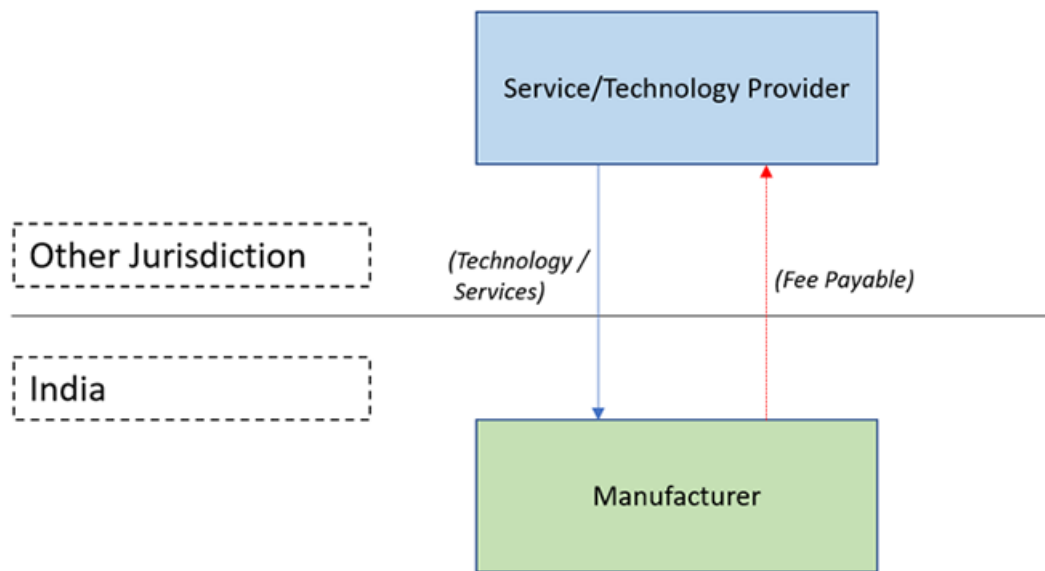 Service/Technology Provider
Other Jurisdiction
(Technology /
Services)
(Fee Payable)
India
Manufacturer